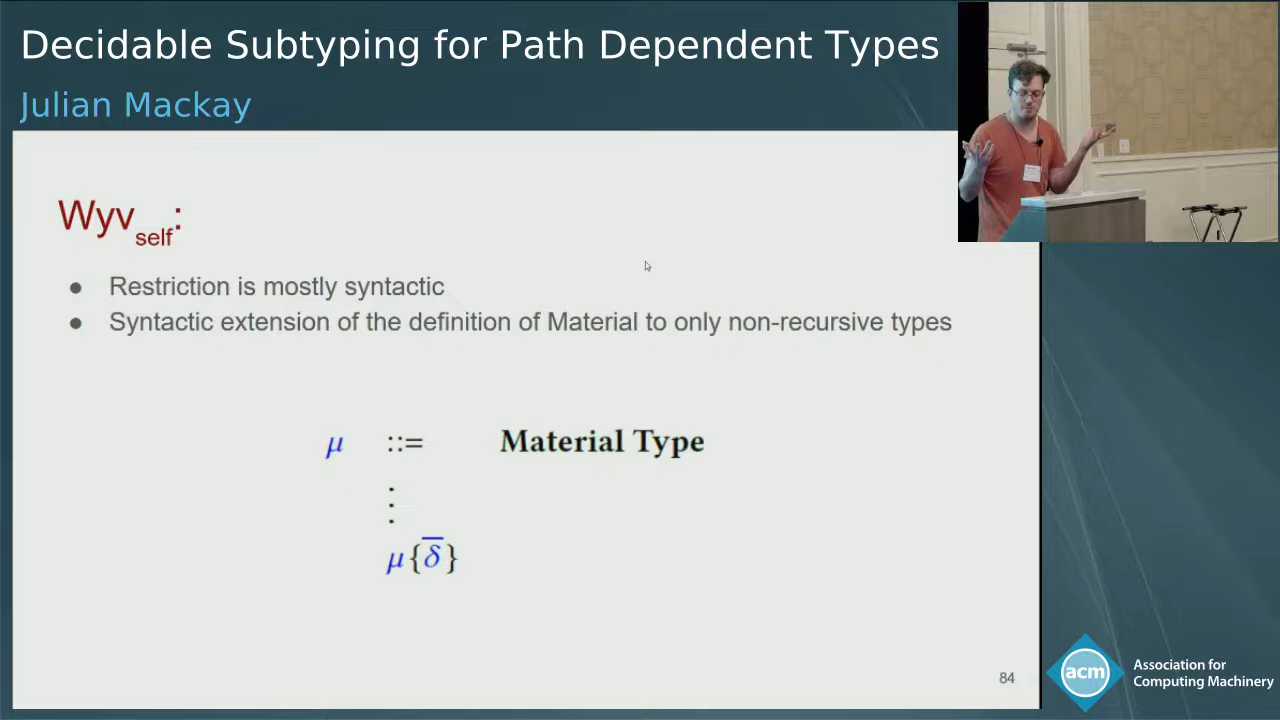 Decidable Subtyping for Path Dependent Types
Julian Mackay
Wyv_self:
● Restriction is mostly syntactic
● Syntactic extension of the definition of Material to only non-recursive types
μ ::= Material Type
⋮
μ{δ̅}
84
acm
Association for
Computing Machinery